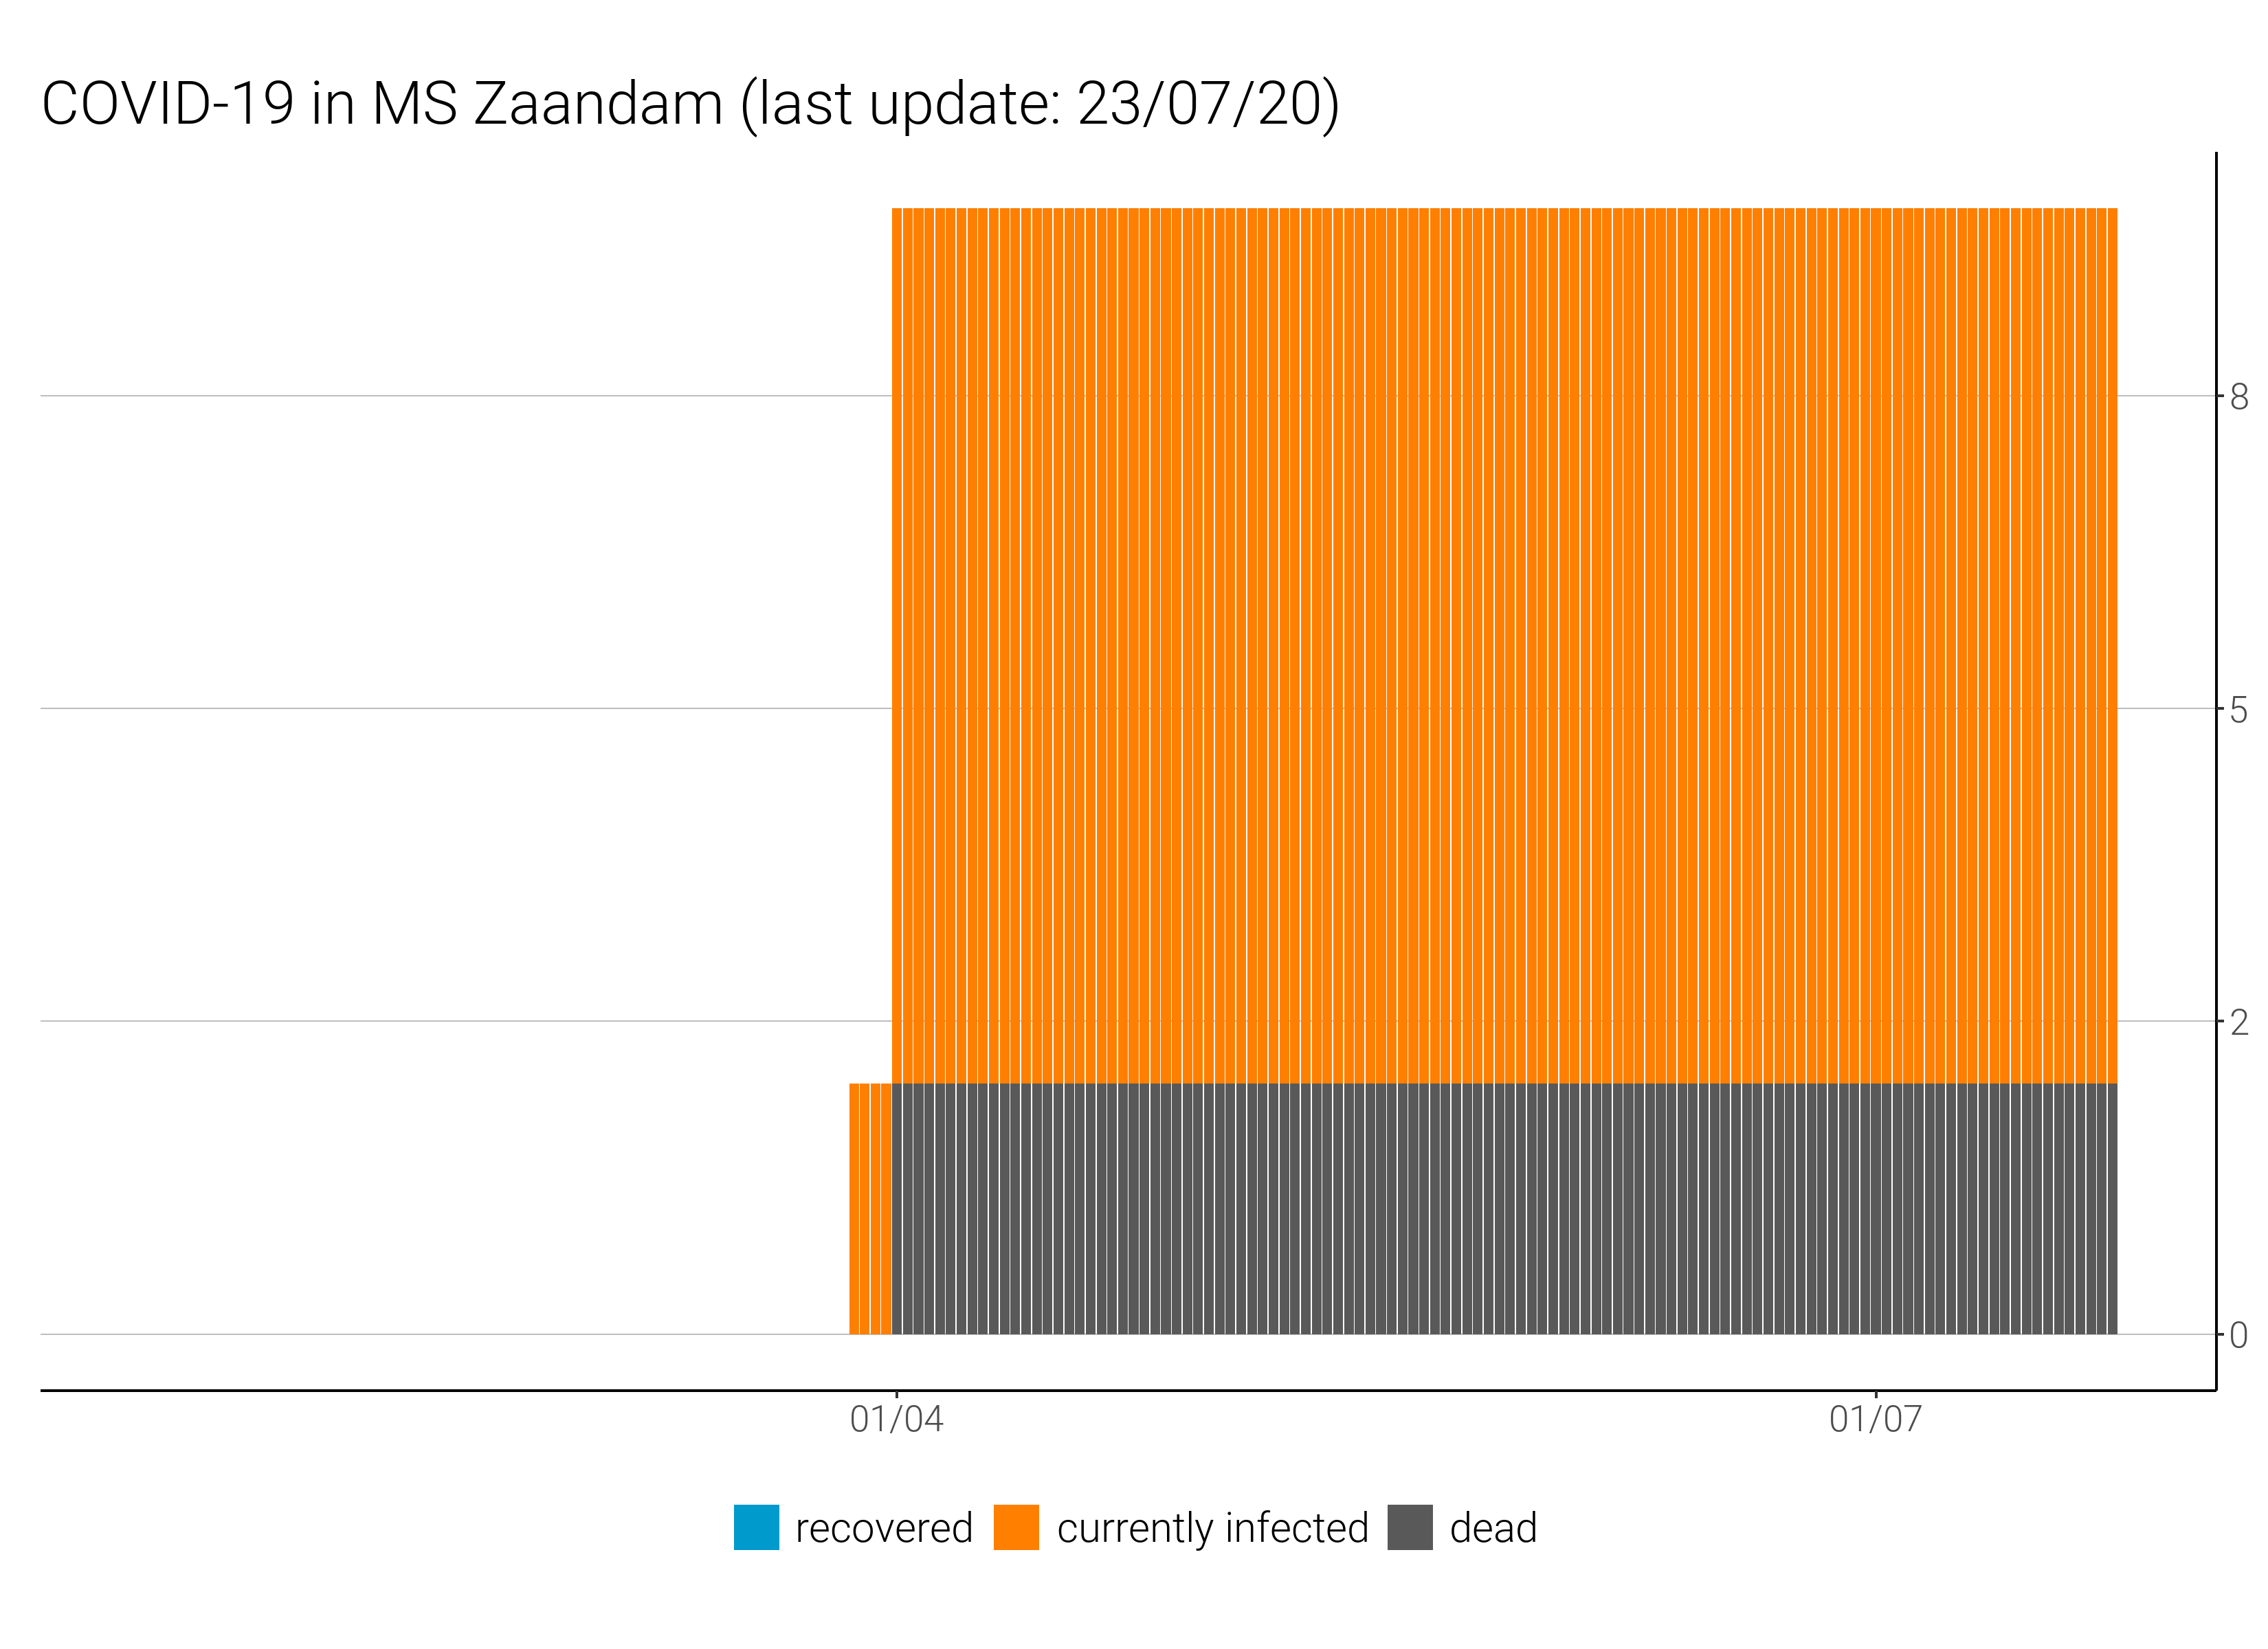 COVID-19 in MS Zaandam (last update: 23/07/20)
8
5
2
0
01/04 01/07
recovered currently infected dead